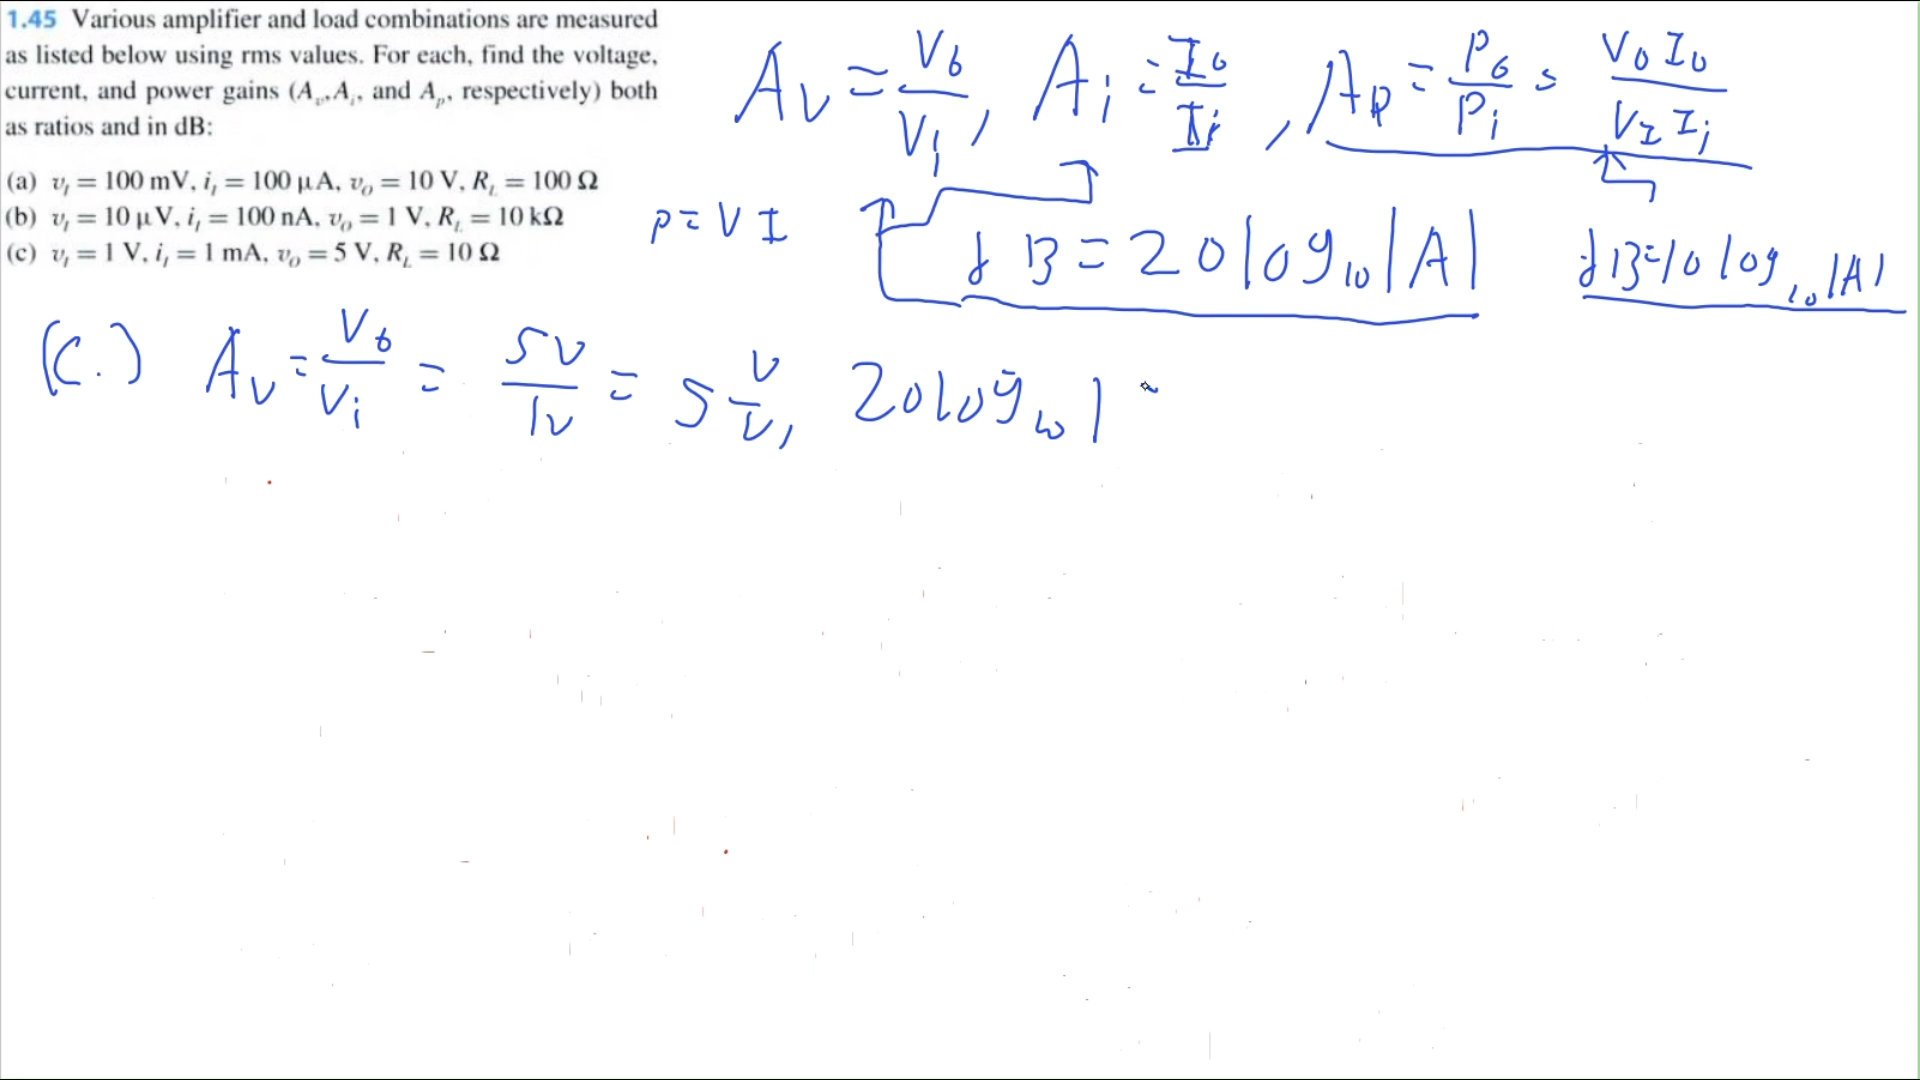 1.45 Various amplifier and load combinations are measured
as listed below using rms values. For each, find the voltage,
current, and power gains (A_v, A_i, and A_p, respectively) both
as ratios and in dB:
(a) v_I = 100 mV, i_I = 100 μA, v_O = 10 V, R_L = 100 Ω
(b) v_I = 10 μV, i_I = 100 nA, v_O = 1 V, R_L = 10 kΩ
(c) v_I = 1 V, i_I = 1 mA, v_O = 5 V, R_L = 10 Ω
A_v = V_o / V_i, A_i = I_o / I_i, A_p = P_o / P_i = V_o I_o / V_I I_i
P = V I
dB = 20 log_10 |A|
dB = 10 log_10 |A|
(C.) A_v = V_o / V_i = 5V / 1V = 5 V/V, 20 log_10 |